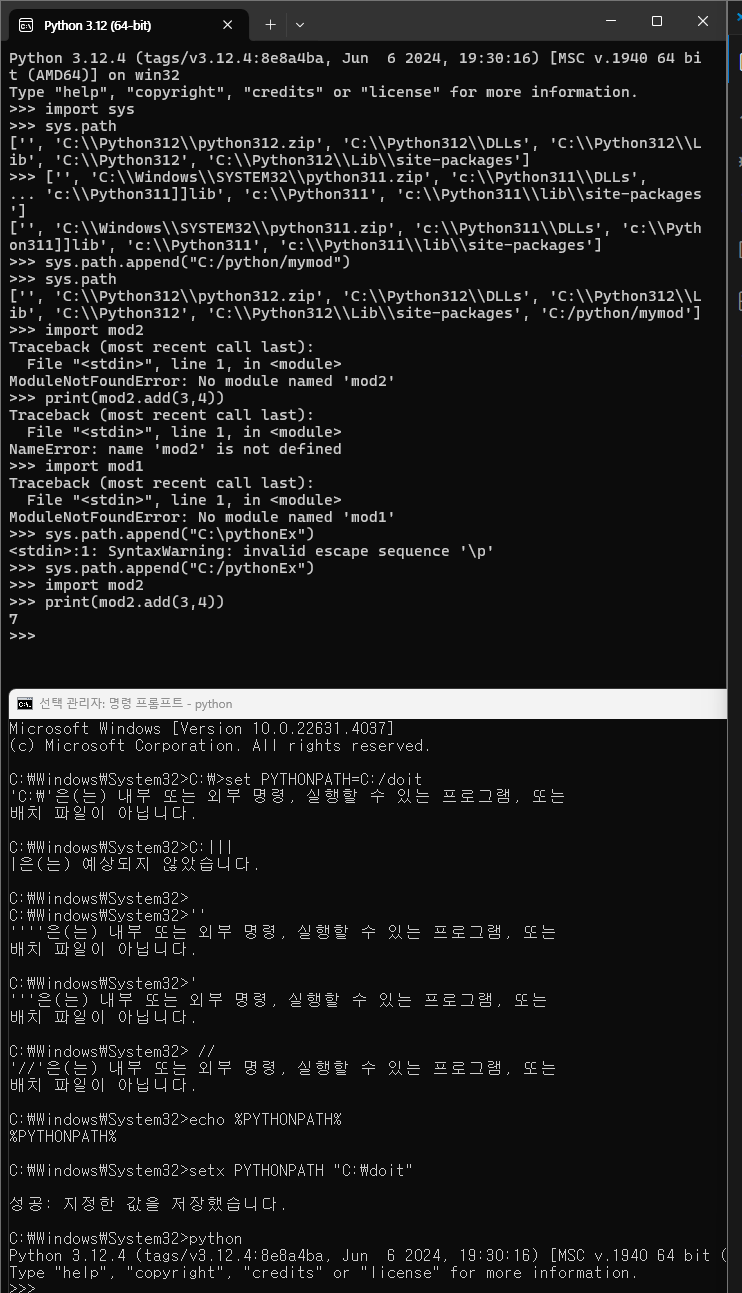 Python 3.12 (64-bit)
Python 3.12.4 (tags/v3.12.4:8e8a4ba, Jun  6 2024, 19:30:16) [MSC v.1940 64 bi
t (AMD64)] on win32
Type "help", "copyright", "credits" or "license" for more information.
>>> import sys
>>> sys.path
['', 'C:\\Python312\\python312.zip', 'C:\\Python312\\DLLs', 'C:\\Python312\\L
ib', 'C:\\Python312', 'C:\\Python312\\Lib\\site-packages']
>>> ['', 'C:\\Windows\\SYSTEM32\\python311.zip', 'c:\\Python311\\DLLs',
... 'c:\\Python311]]lib', 'c:\\Python311', 'c:\\Python311\\lib\\site-packages
']
['', 'C:\\Windows\\SYSTEM32\\python311.zip', 'c:\\Python311\\DLLs', 'c:\\Pyth
on311]]lib', 'c:\\Python311', 'c:\\Python311\\lib\\site-packages']
>>> sys.path.append("C:/python/mymod")
>>> sys.path
['', 'C:\\Python312\\python312.zip', 'C:\\Python312\\DLLs', 'C:\\Python312\\L
ib', 'C:\\Python312', 'C:\\Python312\\Lib\\site-packages', 'C:/python/mymod']
>>> import mod2
Traceback (most recent call last):
  File "<stdin>", line 1, in <module>
ModuleNotFoundError: No module named 'mod2'
>>> print(mod2.add(3,4))
Traceback (most recent call last):
  File "<stdin>", line 1, in <module>
NameError: name 'mod2' is not defined
>>> import mod1
Traceback (most recent call last):
  File "<stdin>", line 1, in <module>
ModuleNotFoundError: No module named 'mod1'
>>> sys.path.append("C:\pythonEx")
<stdin>:1: SyntaxWarning: invalid escape sequence '\p'
>>> sys.path.append("C:/pythonEx")
>>> import mod2
>>> print(mod2.add(3,4))
7
>>>
선택 관리자: 명령 프롬프트 - python
Microsoft Windows [Version 10.0.22631.4037]
(c) Microsoft Corporation. All rights reserved.
C:₩Windows₩System32>C:₩>set PYTHONPATH=C:/doit
'C:₩'은(는) 내부 또는 외부 명령, 실행할 수 있는 프로그램, 또는
배치 파일이 아닙니다.
C:₩Windows₩System32>C:|||
|은(는) 예상되지 않았습니다.
C:₩Windows₩System32>
C:₩Windows₩System32>''
''''은(는) 내부 또는 외부 명령, 실행할 수 있는 프로그램, 또는
배치 파일이 아닙니다.
C:₩Windows₩System32>'
'''은(는) 내부 또는 외부 명령, 실행할 수 있는 프로그램, 또는
배치 파일이 아닙니다.
C:₩Windows₩System32> //
'//'은(는) 내부 또는 외부 명령, 실행할 수 있는 프로그램, 또는
배치 파일이 아닙니다.
C:₩Windows₩System32>echo %PYTHONPATH%
%PYTHONPATH%
C:₩Windows₩System32>setx PYTHONPATH "C:₩doit"
성공: 지정한 값을 저장했습니다.
C:₩Windows₩System32>python
Python 3.12.4 (tags/v3.12.4:8e8a4ba, Jun  6 2024, 19:30:16) [MSC v.1940 64 bit (
Type "help", "copyright", "credits" or "license" for more information.
>>>